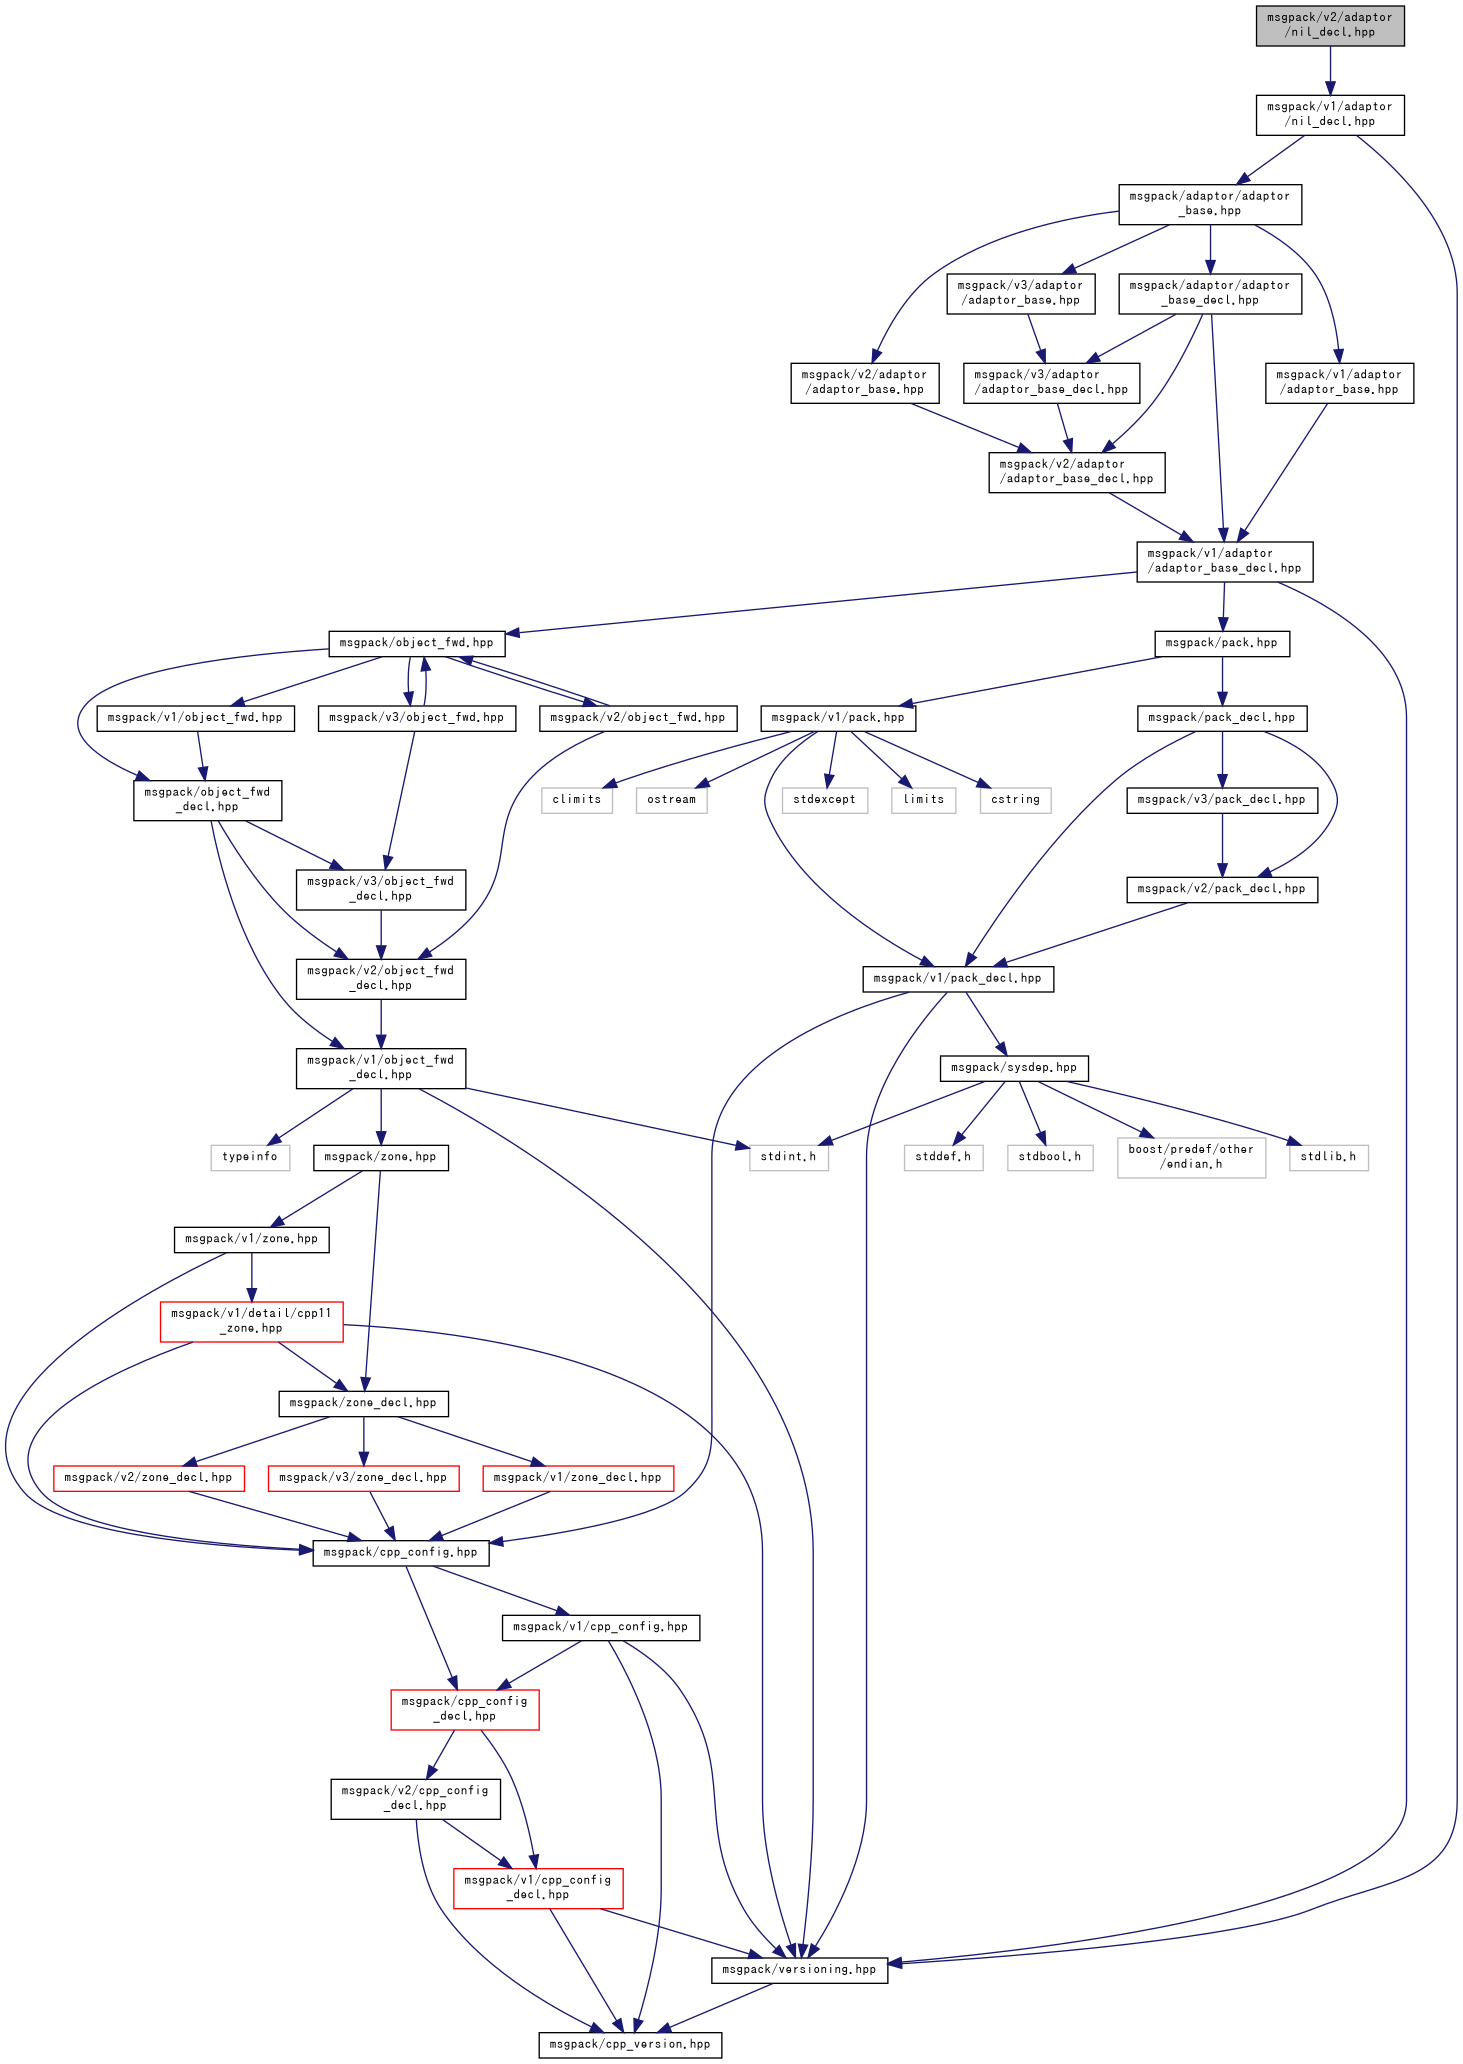 msgpack/v2/adaptor
/nil_decl.hpp
msgpack/v1/adaptor
/nil_decl.hpp
msgpack/adaptor/adaptor
_base.hpp
msgpack/v3/adaptor
/adaptor_base.hpp
msgpack/adaptor/adaptor
_base_decl.hpp
msgpack/v2/adaptor
/adaptor_base.hpp
msgpack/v3/adaptor
/adaptor_base_decl.hpp
msgpack/v1/adaptor
/adaptor_base.hpp
msgpack/v2/adaptor
/adaptor_base_decl.hpp
msgpack/v1/adaptor
/adaptor_base_decl.hpp
msgpack/object_fwd.hpp
msgpack/pack.hpp
msgpack/v1/object_fwd.hpp
msgpack/v3/object_fwd.hpp
msgpack/v2/object_fwd.hpp
msgpack/v1/pack.hpp
msgpack/pack_decl.hpp
msgpack/object_fwd
_decl.hpp
climits
ostream
stdexcept
limits
cstring
msgpack/v3/pack_decl.hpp
msgpack/v3/object_fwd
_decl.hpp
msgpack/v2/pack_decl.hpp
msgpack/v2/object_fwd
_decl.hpp
msgpack/v1/pack_decl.hpp
msgpack/v1/object_fwd
_decl.hpp
msgpack/sysdep.hpp
typeinfo
msgpack/zone.hpp
stdint.h
stddef.h
stdbool.h
boost/predef/other
/endian.h
stdlib.h
msgpack/v1/zone.hpp
msgpack/v1/detail/cpp11
_zone.hpp
msgpack/zone_decl.hpp
msgpack/v2/zone_decl.hpp
msgpack/v3/zone_decl.hpp
msgpack/v1/zone_decl.hpp
msgpack/cpp_config.hpp
msgpack/v1/cpp_config.hpp
msgpack/cpp_config
_decl.hpp
msgpack/v2/cpp_config
_decl.hpp
msgpack/v1/cpp_config
_decl.hpp
msgpack/versioning.hpp
msgpack/cpp_version.hpp